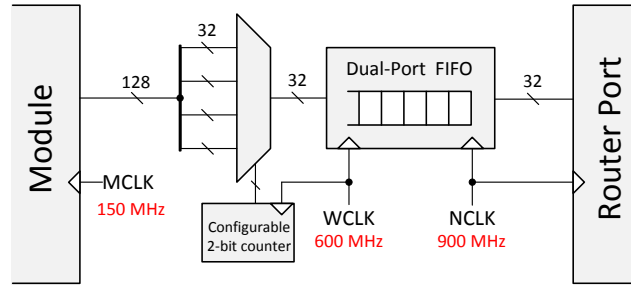 Module
128
32
32
Dual-Port FIFO
32
Router Port
MCLK
150 MHz
Configurable
2-bit counter
WCLK
600 MHz
NCLK
900 MHz